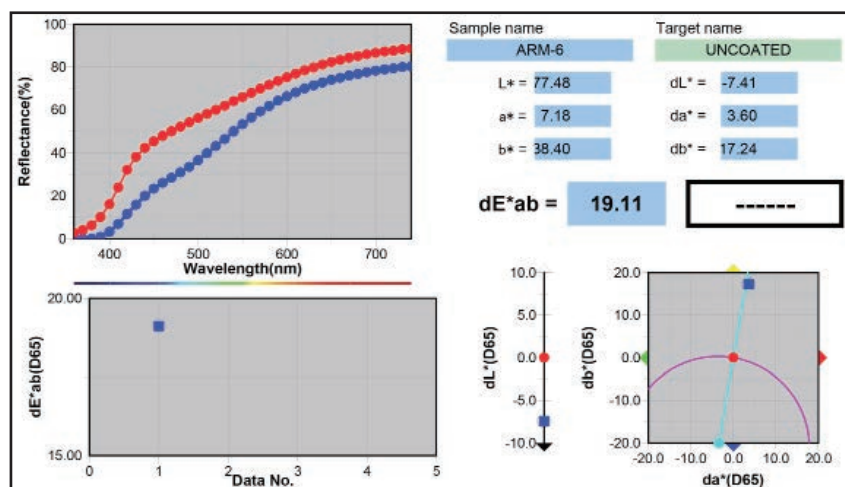 Sample name
Target name
ARM-6
UNCOATED
L* = 77.48
dL* = -7.41
a* = 7.18
da* = 3.60
b* = 38.40
db* = 17.24
dE*ab = 19.11
------
100
80
60
40
20
0
Reflectance(%)
400 500 600 700
Wavelength(nm)
20.00
15.00
dE*ab(D65)
0 1 2 3 4 5
Data No.
10.0
5.0
0.0
-5.0
-10.0
dL*(D65)
20.0
10.0
0.0
-10.0
-20.0
db*(D65)
-20.0 -10.0 0.0 10.0 20.0
da*(D65)